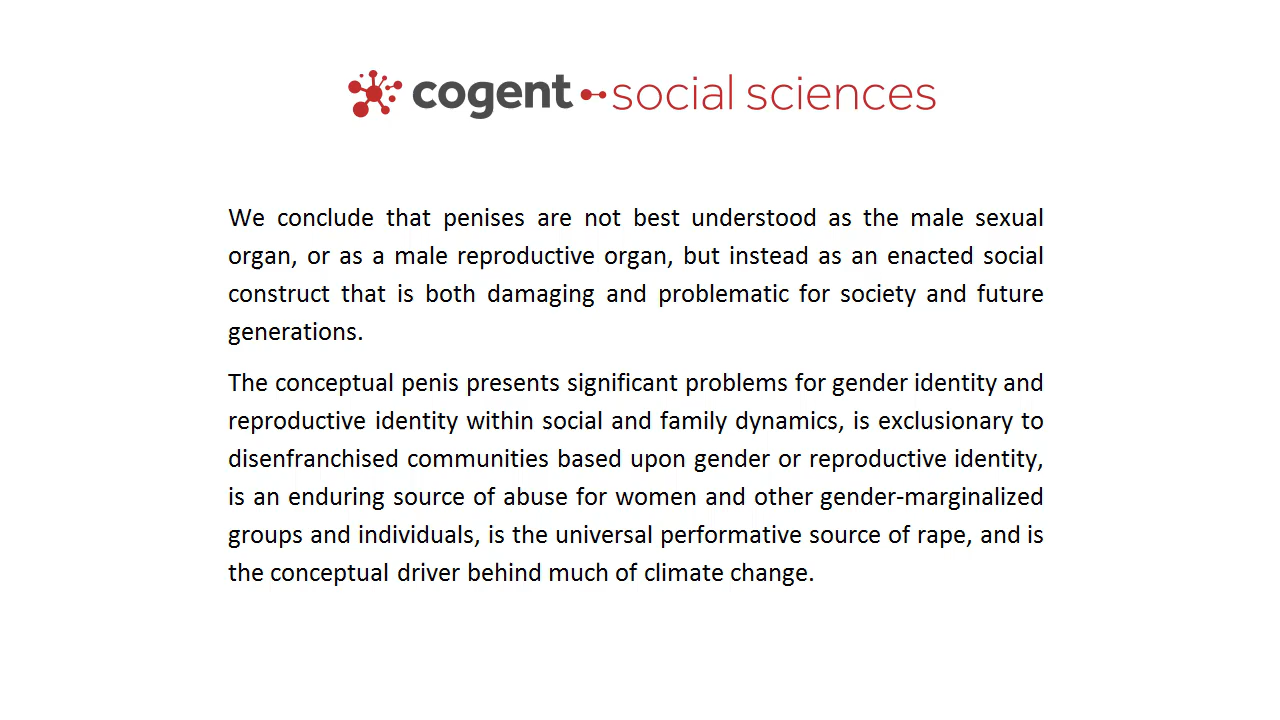 cogent social sciences
We conclude that penises are not best understood as the male sexual
organ, or as a male reproductive organ, but instead as an enacted social
construct that is both damaging and problematic for society and future
generations.
The conceptual penis presents significant problems for gender identity and
reproductive identity within social and family dynamics, is exclusionary to
disenfranchised communities based upon gender or reproductive identity,
is an enduring source of abuse for women and other gender-marginalized
groups and individuals, is the universal performative source of rape, and is
the conceptual driver behind much of climate change.